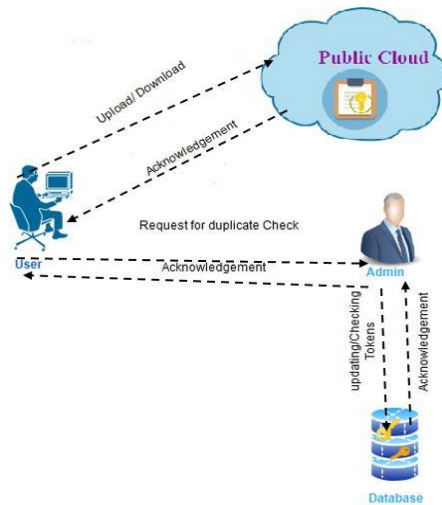 Public Cloud
Upload/ Download
Acknowledgement
Request for duplicate Check
User
Acknowledgement
Admin
updating/Checking
Tokens
Acknowledgement
Database